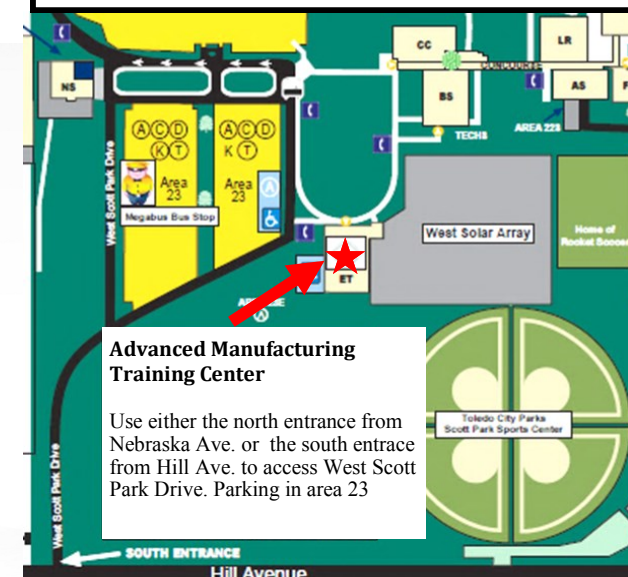 CC
LR
CONCOURSE
NS
BS
AS
A C D
K T
A C D
K T
TECHS
AREA 22S
Area
23
Area
23
A
Megabus Bus Stop
West Scott Park Drive
West Solar Array
Home of
Rocket Soccer
ET
A
Advanced Manufacturing
Training Center
Use either the north entrance from
Nebraska Ave. or the south entrace
from Hill Ave. to access West Scott
Park Drive. Parking in area 23
Toledo City Parks
Scott Park Sports Center
West Scott Park Drive
SOUTH ENTRANCE
Hill Avenue